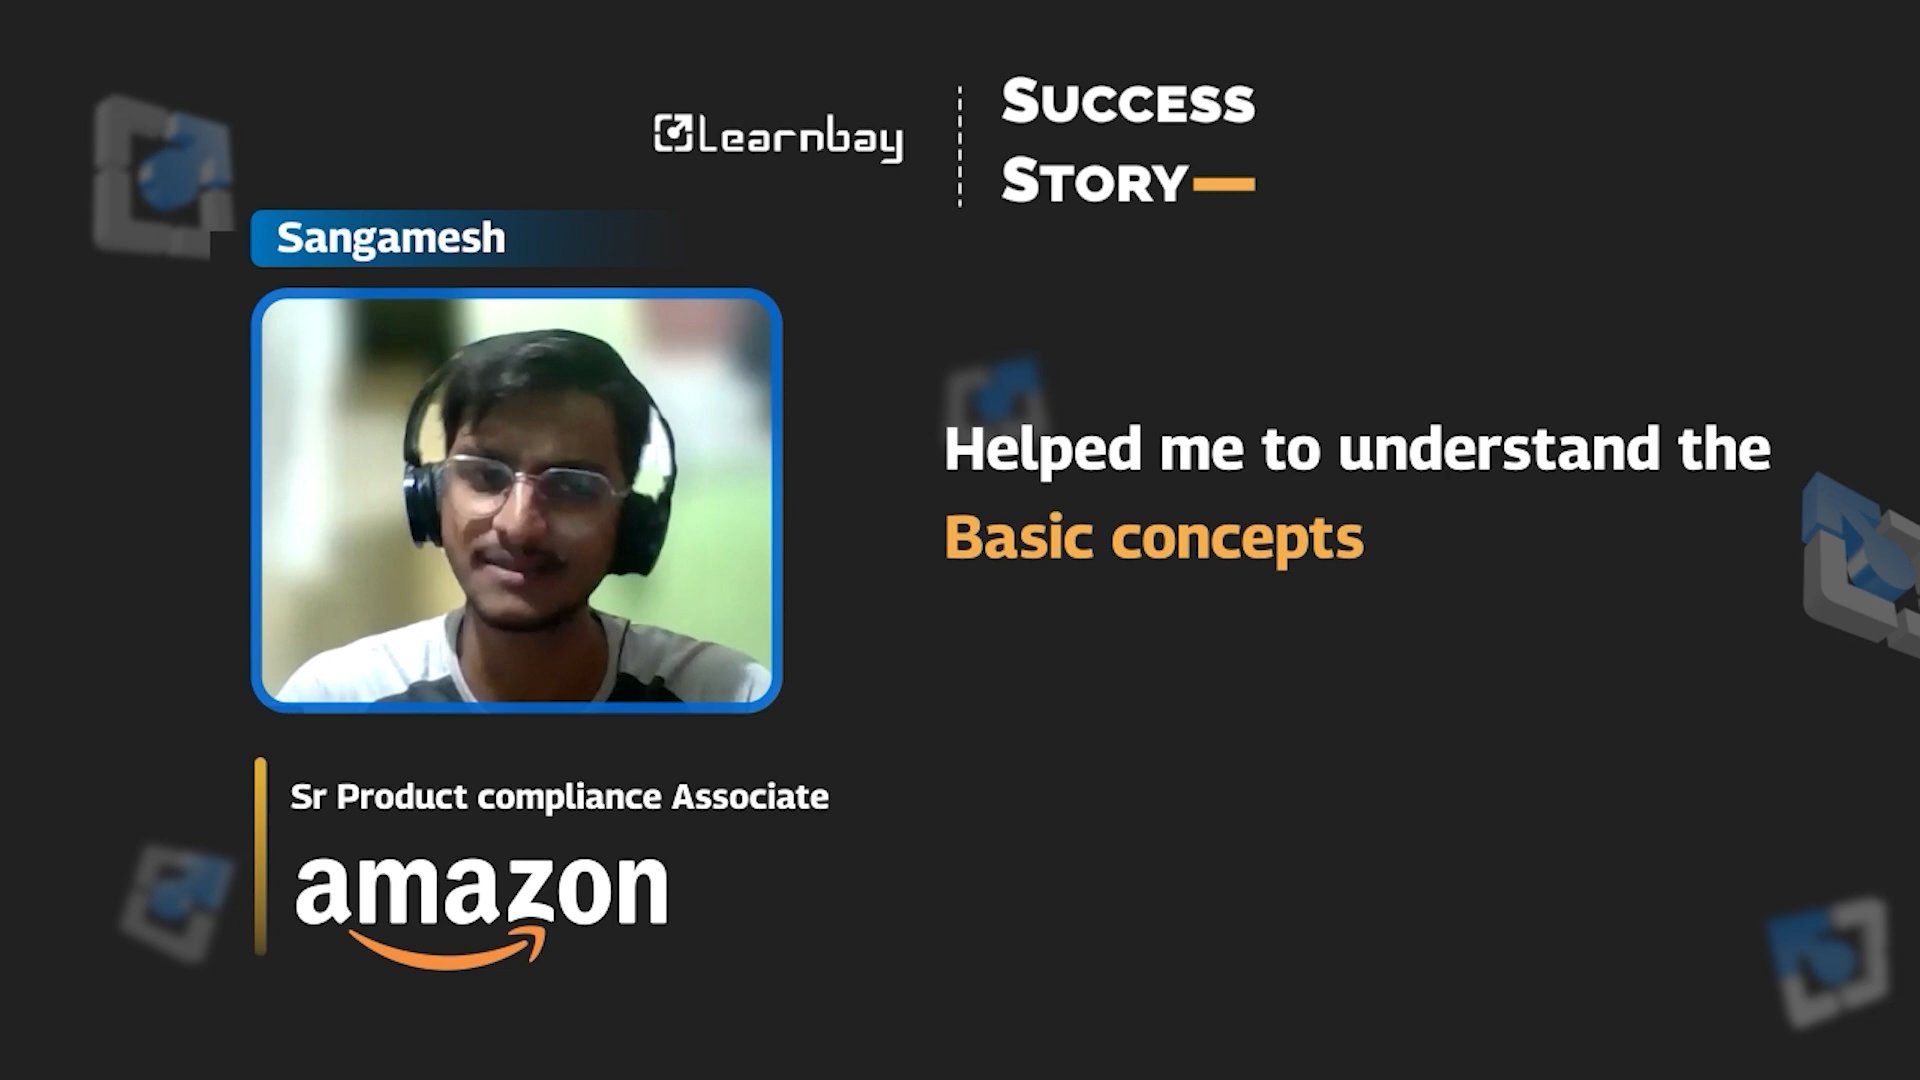 Learnbay
SUCCESS
STORY
Sangamesh
Helped me to understand the
Basic concepts
Sr Product compliance Associate
amazon